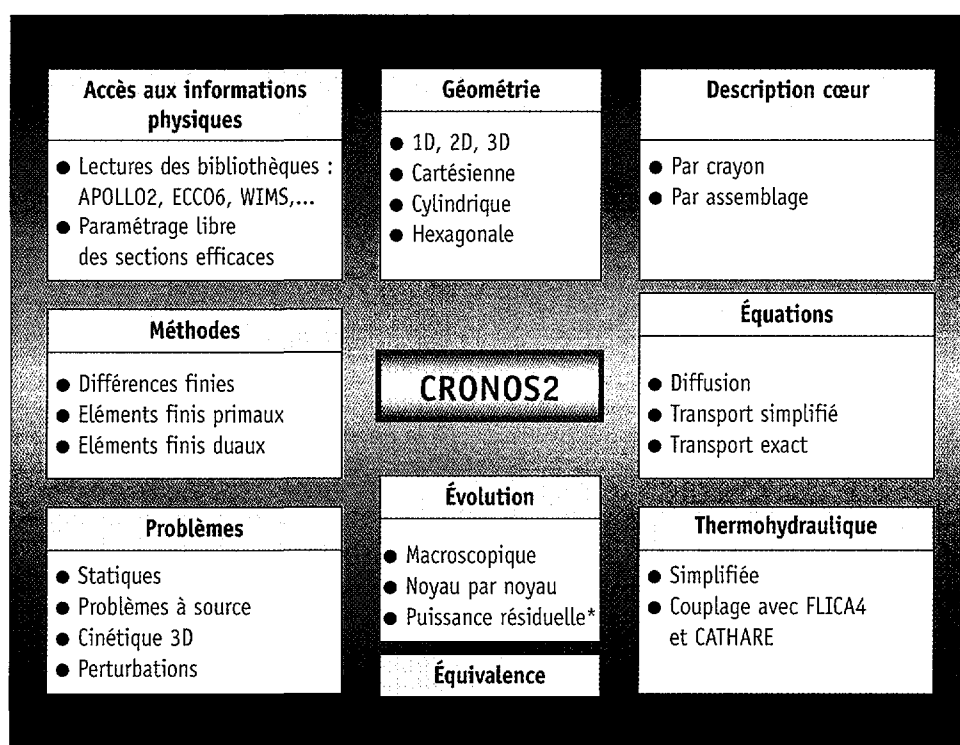 Accès aux informations
physiques
● Lectures des bibliothèques :
APOLLO2, ECCO6, WIMS,...
● Paramétrage libre
des sections efficaces
Géométrie
● 1D, 2D, 3D
● Cartésienne
● Cylindrique
● Hexagonale
Description cœur
● Par crayon
● Par assemblage
Méthodes
● Différences finies
● Eléments finis primaux
● Eléments finis duaux
CRONOS2
Équations
● Diffusion
● Transport simplifié
● Transport exact
Problèmes
● Statiques
● Problèmes à source
● Cinétique 3D
● Perturbations
Évolution
● Macroscopique
● Noyau par noyau
● Puissance résiduelle*
Équivalence
Thermohydraulique
● Simplifiée
● Couplage avec FLICA4
et CATHARE